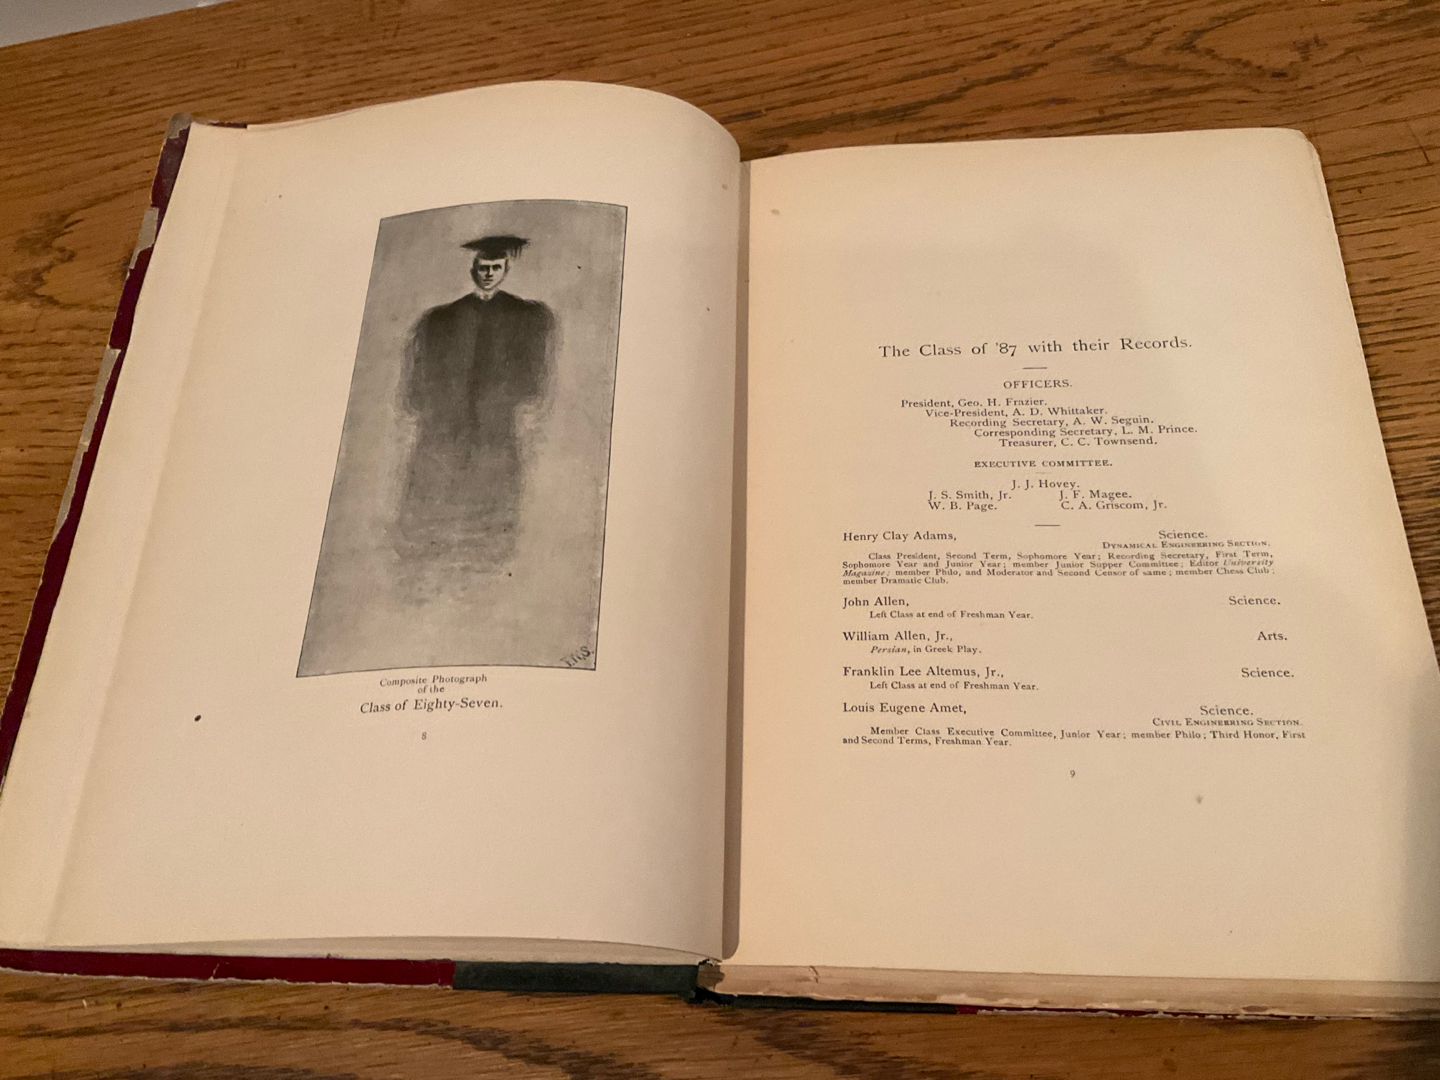 J.R.S.
Composite Photograph
of the
Class of Eighty-Seven.
8
The Class of '87 with their Records.
OFFICERS.
President, Geo. H. Frazier.
Vice-President, A. D. Whittaker.
Recording Secretary, A. W. Seguin.
Corresponding Secretary, L. M. Prince.
Treasurer, C. C. Townsend.
EXECUTIVE COMMITTEE.
J. J. Hovey.
J. S. Smith, Jr. J. F. Magee.
W. B. Page. C. A. Griscom, Jr.
Henry Clay Adams, Science.
DYNAMICAL ENGINEERING SECTION.
Class President, Second Term, Sophomore Year; Recording Secretary, First Term,
Sophomore Year and Junior Year; member Junior Supper Committee; Editor University
Magazine; member Philo, and Moderator and Second Censor of same; member Chess Club;
member Dramatic Club.
John Allen, Science.
Left Class at end of Freshman Year.
William Allen, Jr., Arts.
Persian, in Greek Play.
Franklin Lee Altemus, Jr., Science.
Left Class at end of Freshman Year.
Louis Eugene Amet, Science.
CIVIL ENGINEERING SECTION.
Member Class Executive Committee, Junior Year; member Philo; Third Honor, First
and Second Terms, Freshman Year.
9